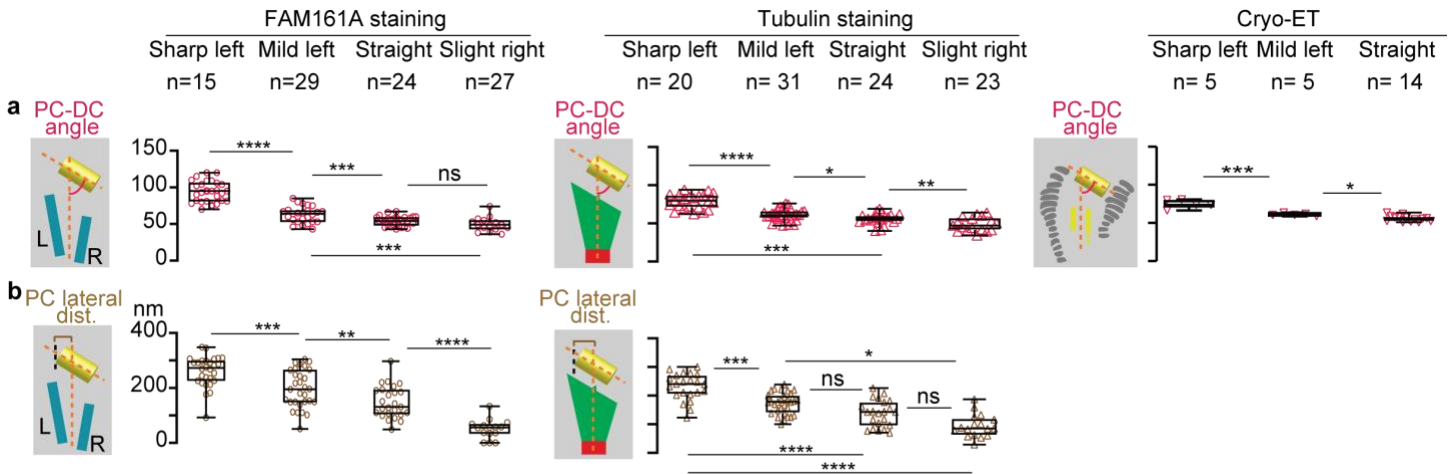 FAM161A staining
Tubulin staining
Cryo-ET
Sharp left Mild left Straight Slight right
Sharp left Mild left Straight Slight right
Sharp left Mild left Straight
n=15 n=29 n=24 n=27
n= 20 n= 31 n= 24 n= 23
n= 5 n= 5 n= 14
a
PC-DC
angle
L
R
150
100
50
0
****
***
ns
***
PC-DC
angle
****
*
**
***
PC-DC
angle
***
*
b
PC lateral
dist.
L
R
nm
400
200
0
***
**
****
PC lateral
dist.
***
*
ns
ns
****
****